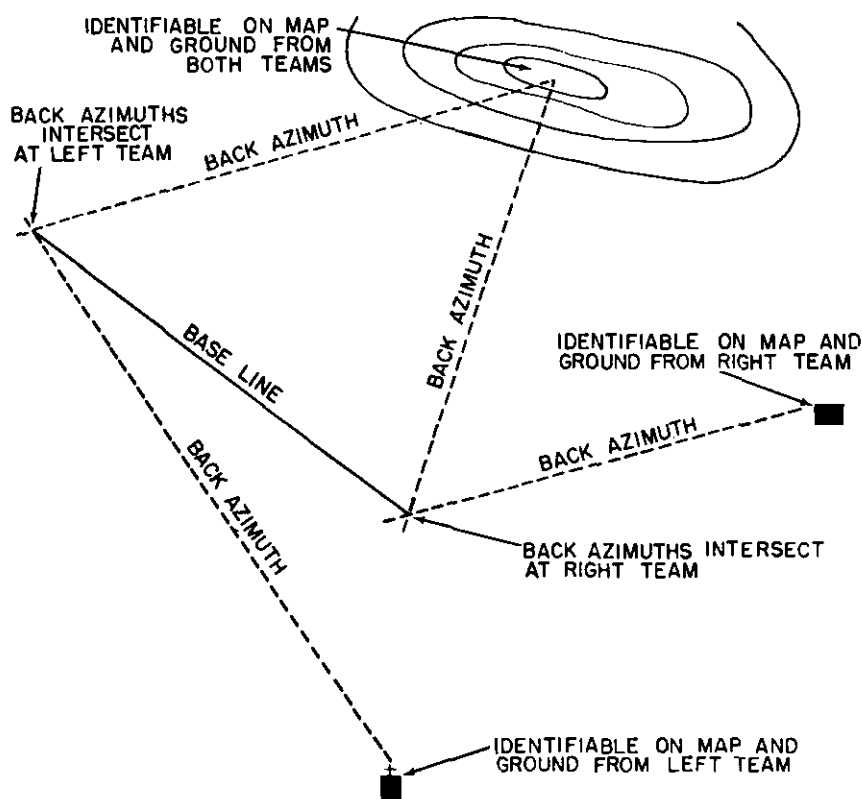 IDENTIFIABLE ON MAP
AND GROUND FROM
BOTH TEAMS
BACK AZIMUTHS
INTERSECT
AT LEFT TEAM
BACK AZIMUTH
BACK AZIMUTH
BASE LINE
IDENTIFIABLE ON MAP AND
GROUND FROM RIGHT TEAM
BACK AZIMUTH
BACK AZIMUTH
BACK AZIMUTHS INTERSECT
AT RIGHT TEAM
IDENTIFIABLE ON MAP AND
GROUND FROM LEFT TEAM